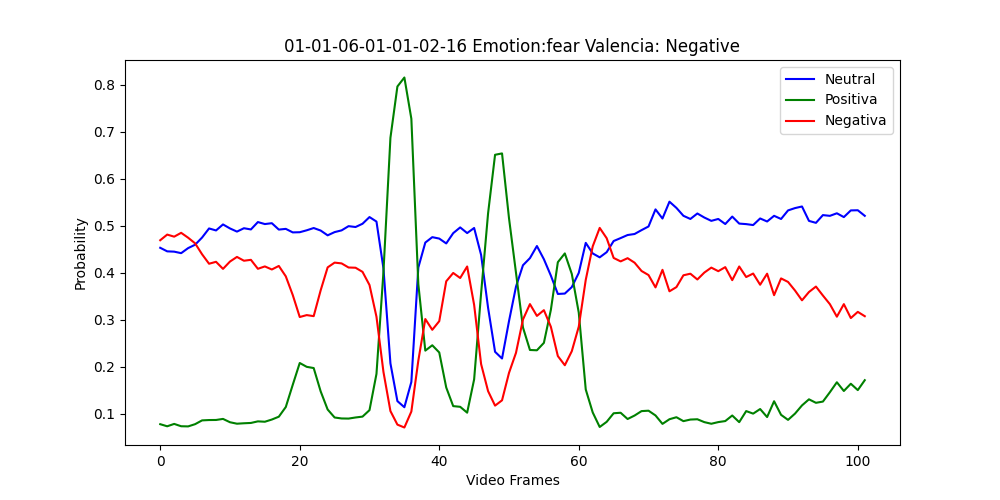 01-01-06-01-01-02-16 Emotion:fear Valencia: Negative
Neutral
Positiva
Negativa
Probability
0.8
0.7
0.6
0.5
0.4
0.3
0.2
0.1
0 20 40 60 80 100
Video Frames